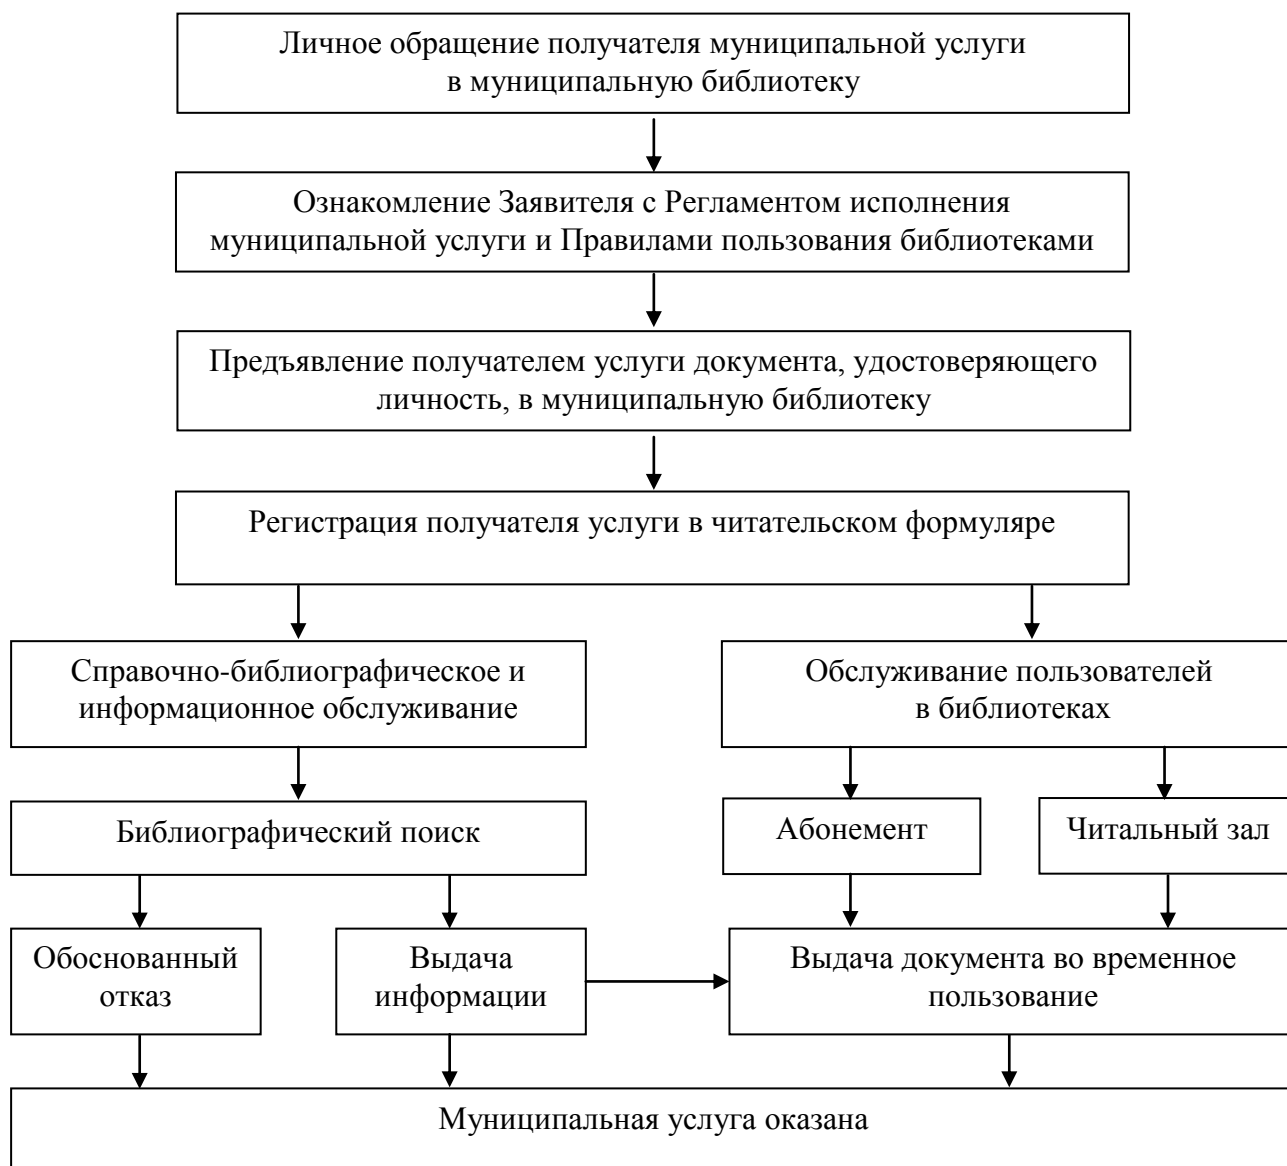 Личное обращение получателя муниципальной услуги
в муниципальную библиотеку
Ознакомление Заявителя с Регламентом исполнения
муниципальной услуги и Правилами пользования библиотеками
Предъявление получателем услуги документа, удостоверяющего
личность, в муниципальную библиотеку
Регистрация получателя услуги в читательском формуляре
Справочно-библиографическое и
информационное обслуживание
Обслуживание пользователей
в библиотеках
Библиографический поиск
Абонемент
Читальный зал
Обоснованный
отказ
Выдача
информации
Выдача документа во временное
пользование
Муниципальная услуга оказана